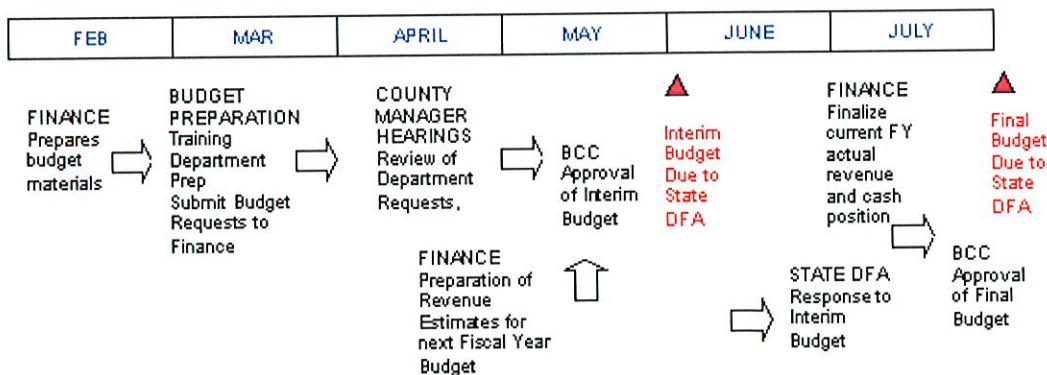 FEB
MAR
APRIL
MAY
JUNE
JULY
FINANCE
Prepares
budget
materials
BUDGET
PREPARATION
Training
Department
Prep
Submit Budget
Requests to
Finance
COUNTY
MANAGER
HEARINGS
Review of
Department
Requests.
FINANCE
Preparation of
Revenue
Estimates for
next Fiscal Year
Budget
BCC
Approval
of Interim
Budget
Interim
Budget
Due to
State
DFA
STATE DFA
Response to
Interim
Budget
FINANCE
Finalize
current FY
actual
revenue
and cash
position
BCC
Approval
of Final
Budget
Final
Budget
Due to
State
DFA